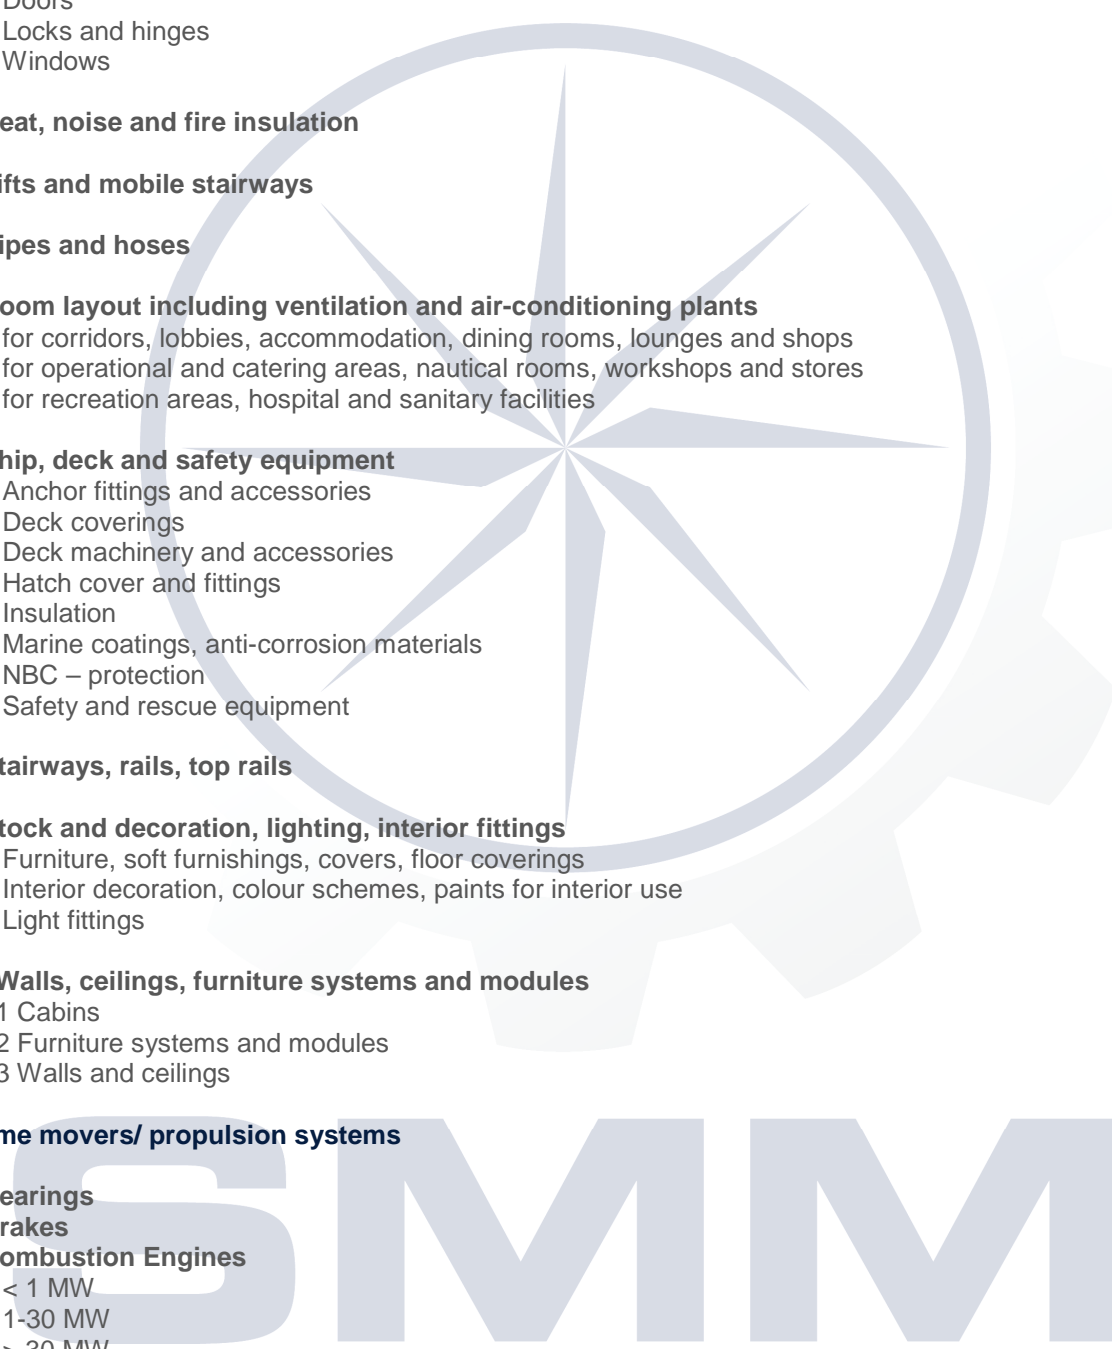 Doors
Locks and hinges
Windows
eat, noise and fire insulation
ifts and mobile stairways
ipes and hoses
oom layout including ventilation and air-conditioning plants
for corridors, lobbies, accommodation, dining rooms, lounges and shops
for operational and catering areas, nautical rooms, workshops and stores
for recreation areas, hospital and sanitary facilities
hip, deck and safety equipment
Anchor fittings and accessories
Deck coverings
Deck machinery and accessories
Hatch cover and fittings
Insulation
Marine coatings, anti-corrosion materials
NBC – protection
Safety and rescue equipment
tairways, rails, top rails
tock and decoration, lighting, interior fittings
Furniture, soft furnishings, covers, floor coverings
Interior decoration, colour schemes, paints for interior use
Light fittings
Walls, ceilings, furniture systems and modules
1 Cabins
2 Furniture systems and modules
3 Walls and ceilings
me movers/ propulsion systems
earings
rakes
ombustion Engines
< 1 MW
1-30 MW
> 30 MW
SMM